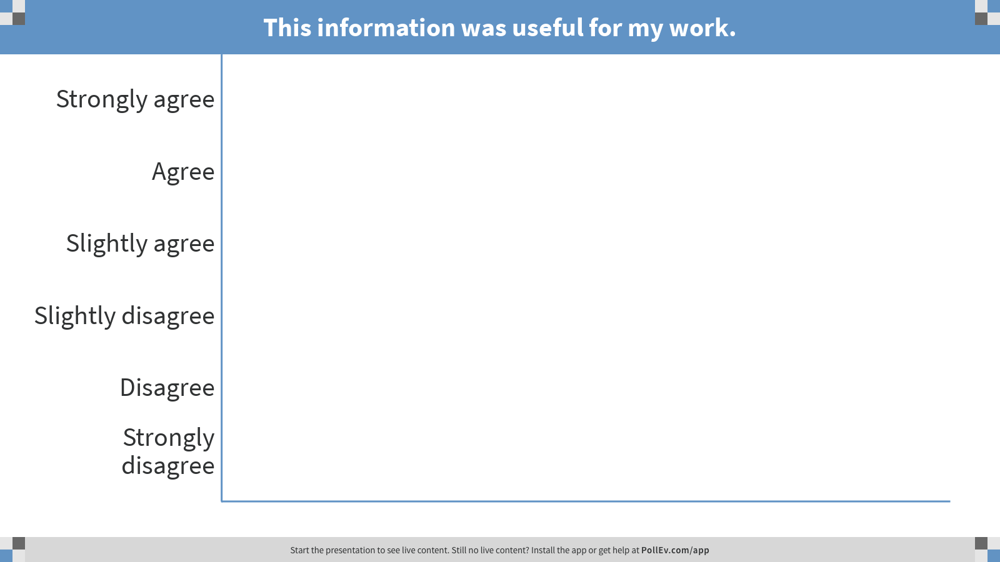 This information was useful for my work.
Strongly agree
Agree
Slightly agree
Slightly disagree
Disagree
Strongly
disagree
Start the presentation to see live content. Still no live content? Install the app or get help at PollEv.com/app